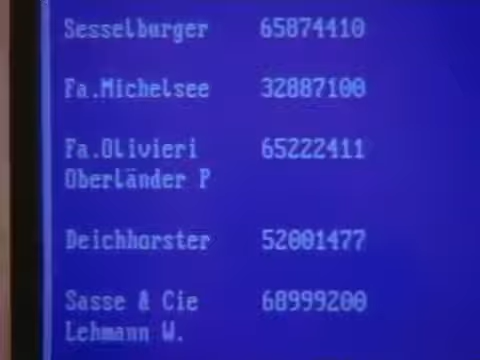 Sesselburger 65874410
Fa.Michelsee 32887100
Fa.Olivieri 65222411
Oberländer P
Deichhorster 52001477
Sasse & Cie 68999200
Lehmann W.